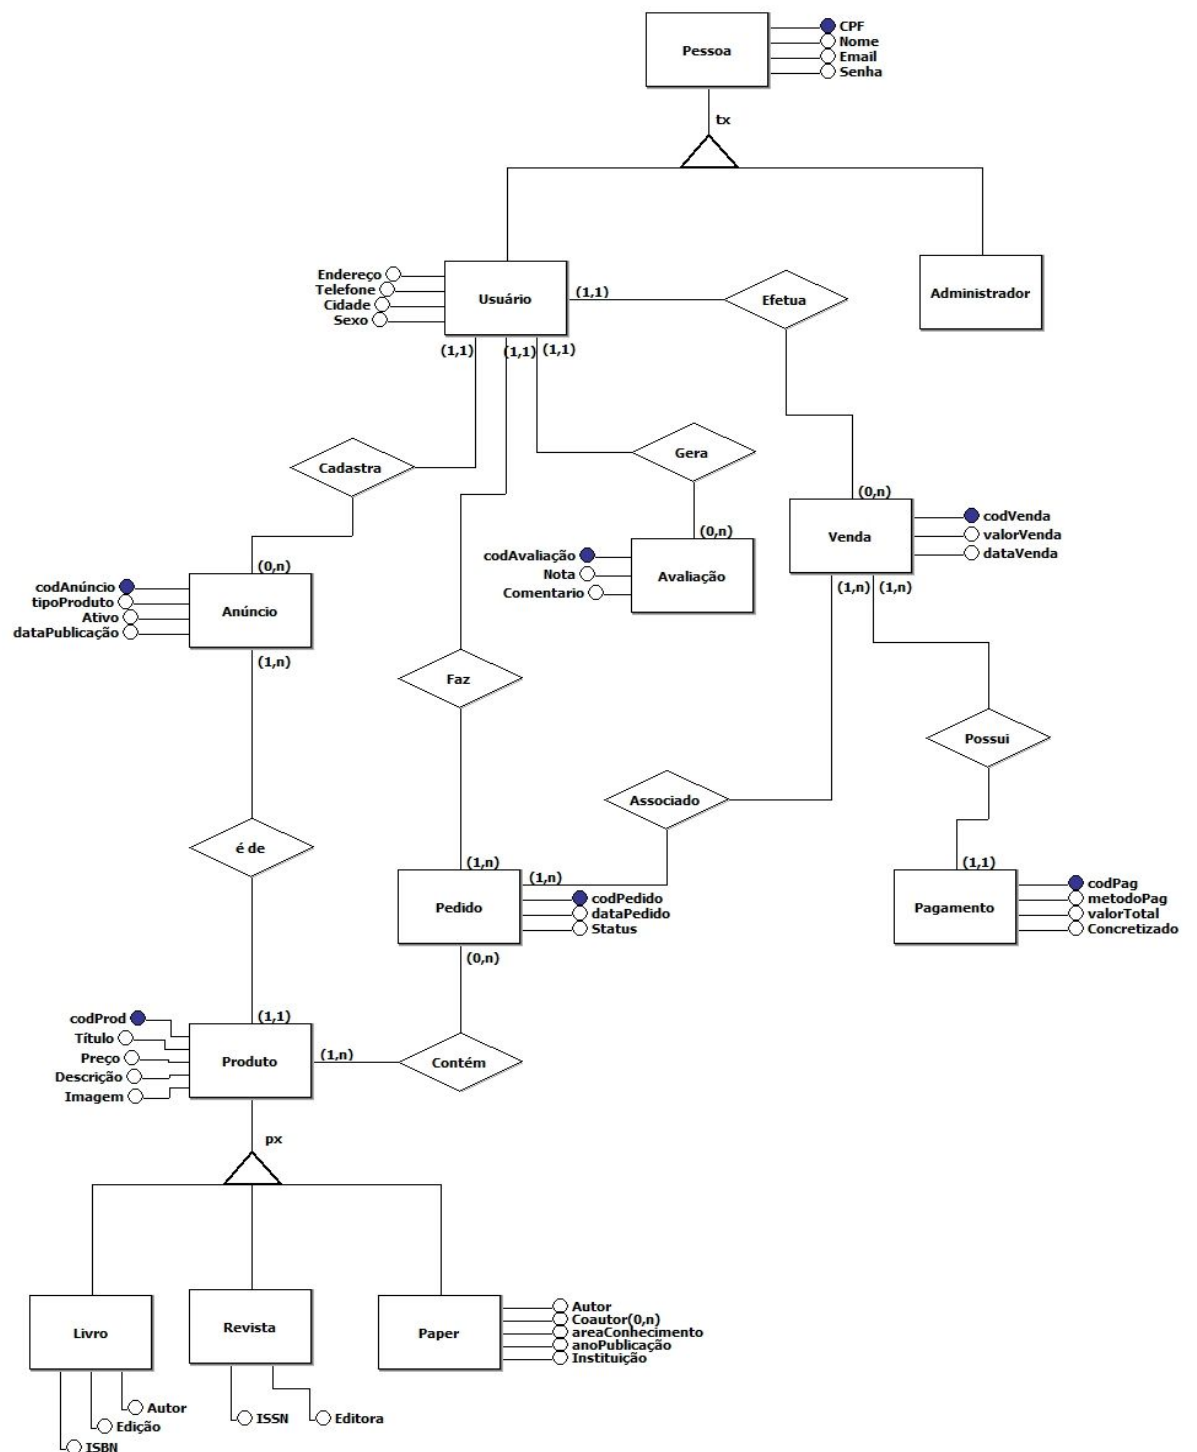 Pessoa
CPF
Nome
Email
Senha
tx
Endereço
Telefone
Cidade
Sexo
Usuário
(1,1)
Efetua
Administrador
(1,1)
(1,1)
(1,1)
Cadastra
Gera
(0,n)
Venda
codVenda
valorVenda
dataVenda
(0,n)
codAvaliação
Nota
Comentario
Avaliação
(0,n)
codAnúncio
tipoProduto
Ativo
dataPublicação
Anúncio
(1,n)
(1,n)
(1,n)
Faz
Possui
Associado
é de
(1,n)
(1,n)
Pedido
codPedido
dataPedido
Status
(0,n)
(1,1)
Pagamento
codPag
metodoPag
valorTotal
Concretizado
(1,1)
codProd
Título
Preço
Descrição
Imagem
Produto
(1,n)
Contém
px
Livro
Revista
Paper
Autor
Coautor(0,n)
areaConhecimento
anoPublicação
Instituição
Autor
Edição
ISBN
ISSN
Editora